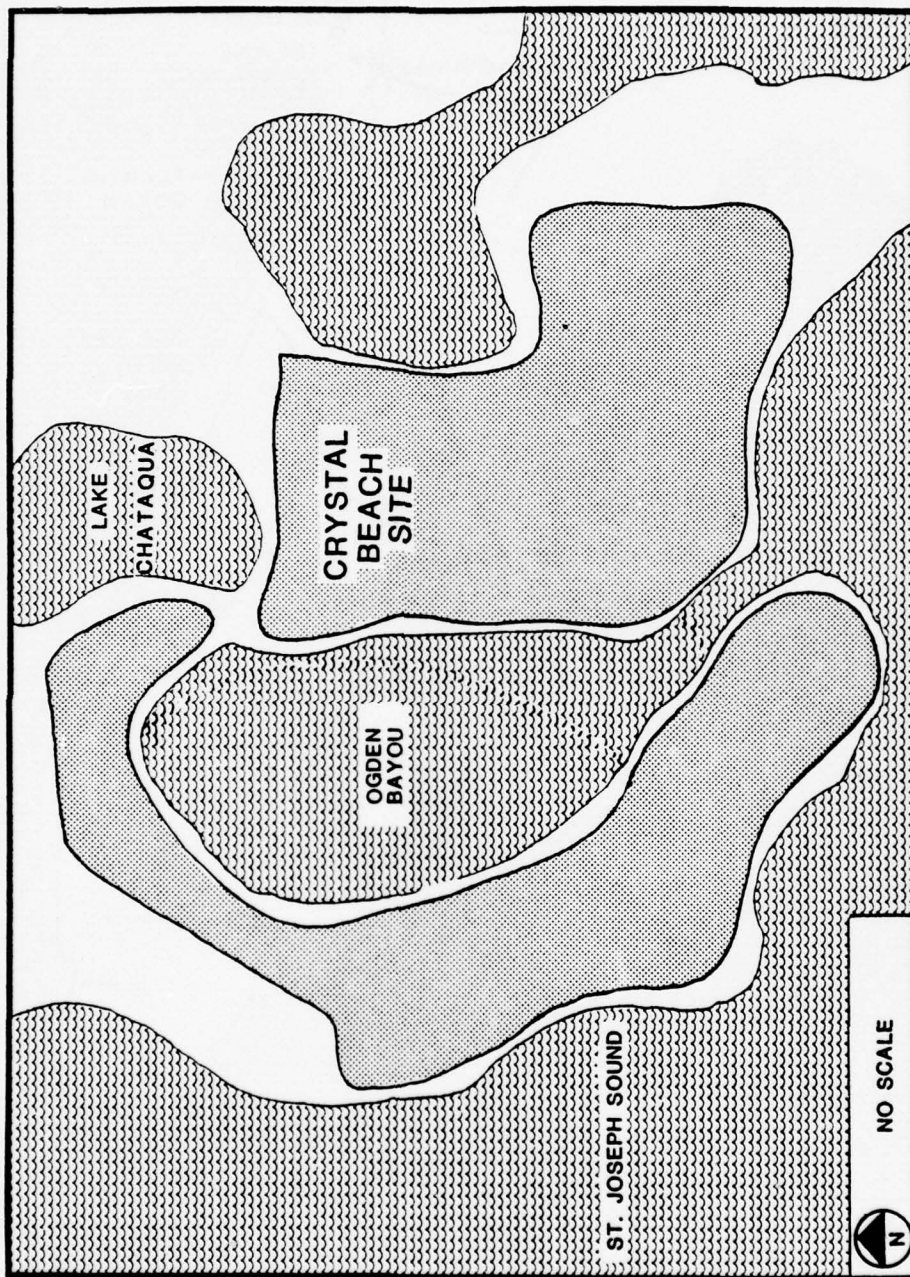 LAKE
CHATAQUA
CRYSTAL
BEACH
SITE
OGDEN
BAYOU
ST. JOSEPH SOUND
N
NO SCALE